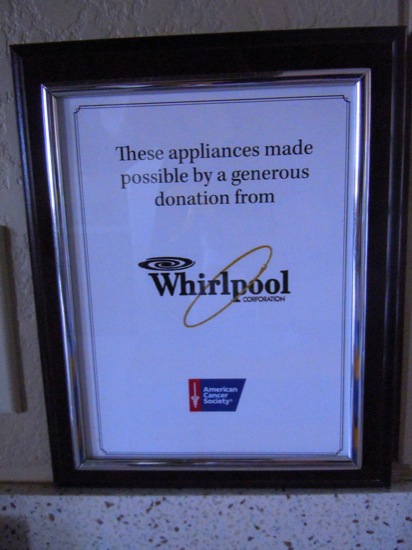 These appliances made
possible by a generous
donation from
Whirlpool
CORPORATION
American
Cancer
Society®